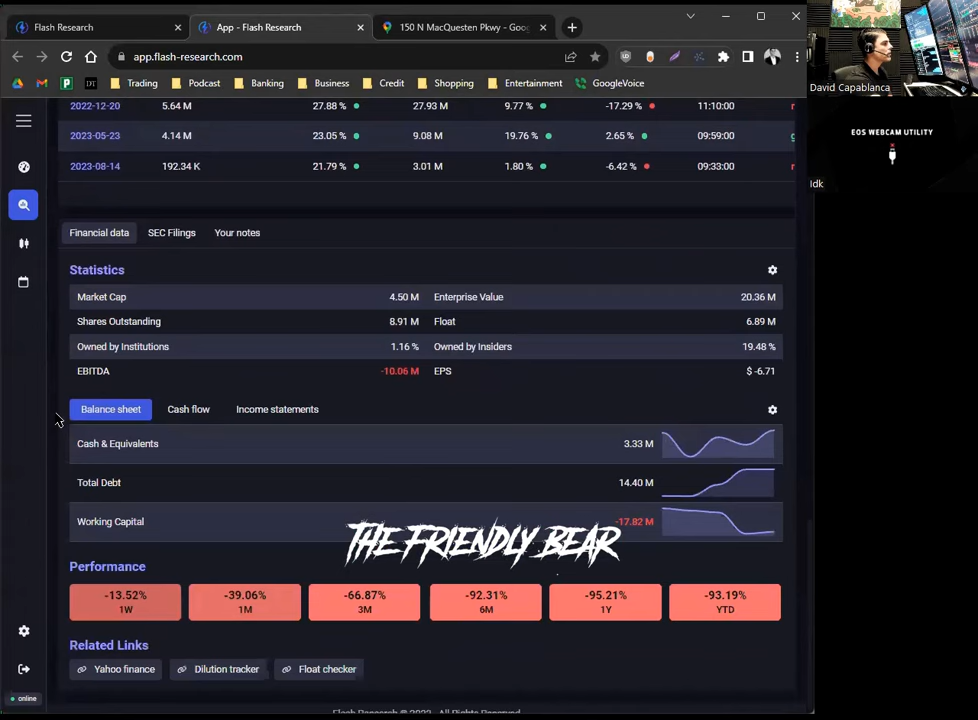 Flash Research
App - Flash Research
150 N MacQuesten Pkwy - Goo
app.flash-research.com
Trading
Podcast
Banking
Business
Credit
Shopping
Entertainment
GoogleVoice
David Capablanca
EOS WEBCAM UTILITY
Idk
2022-12-20 5.64 M 27.88 % 27.93 M 9.77 % -17.29 % 11:10:00
2023-05-23 4.14 M 23.05 % 9.08 M 19.76 % 2.65 % 09:59:00
2023-08-14 192.34 K 21.79 % 3.01 M 1.80 % -6.42 % 09:33:00
Financial data SEC Filings Your notes
Statistics
Market Cap 4.50 M Enterprise Value 20.36 M
Shares Outstanding 8.91 M Float 6.89 M
Owned by Institutions 1.16 % Owned by Insiders 19.48 %
EBITDA -10.06 M EPS $ -6.71
Balance sheet Cash flow Income statements
Cash & Equivalents 3.33 M
Total Debt 14.40 M
Working Capital -17.82 M
THE FRIENDLY BEAR
Performance
-13.52% -39.06% -66.87% -92.31% -95.21% -93.19%
1W 1M 3M 6M 1Y YTD
Related Links
Yahoo finance Dilution tracker Float checker
online